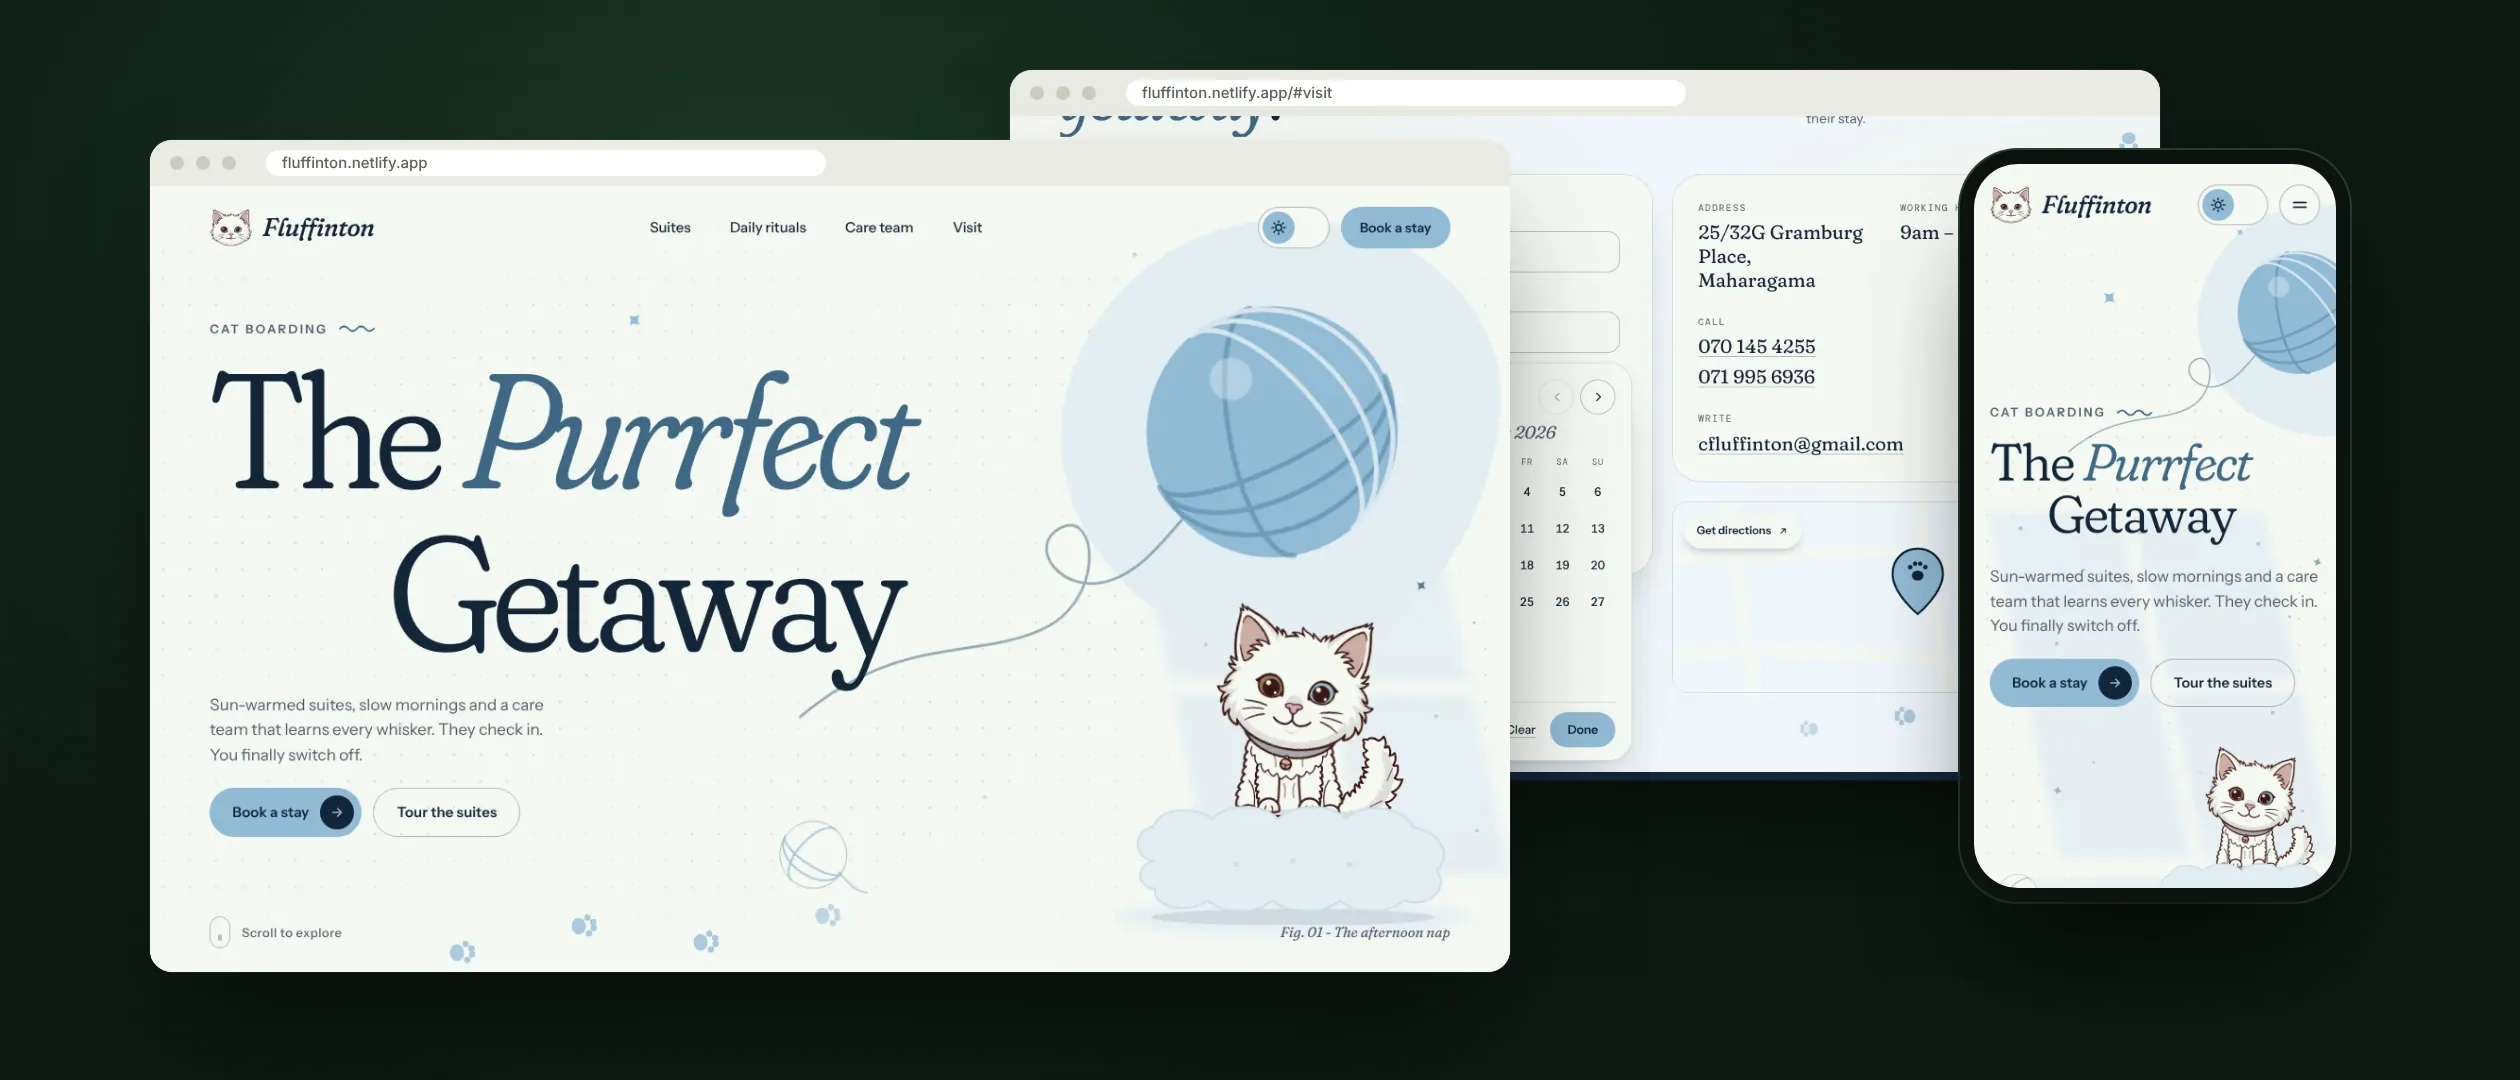 fluffinton.netlify.app/#visit
their stay.
fluffinton.netlify.app
Fluffinton
Suites
Daily rituals
Care team
Visit
Book a stay
CAT BOARDING
The Purrfect
Getaway
Sun-warmed suites, slow mornings and a care
team that learns every whisker. They check in.
You finally switch off.
Book a stay
Tour the suites
Scroll to explore
Fig. 01 - The afternoon nap
2026
FR SA SU
4 5 6
11 12 13
18 19 20
25 26 27
Clear
Done
ADDRESS
25/32G Gramburg
Place,
Maharagama
WORKING
9am –
CALL
070 145 4255
071 995 6936
WRITE
cfluffinton@gmail.com
Get directions
Fluffinton
CAT BOARDING
The Purrfect
Getaway
Sun-warmed suites, slow mornings and a care
team that learns every whisker. They check in.
You finally switch off.
Book a stay
Tour the suites